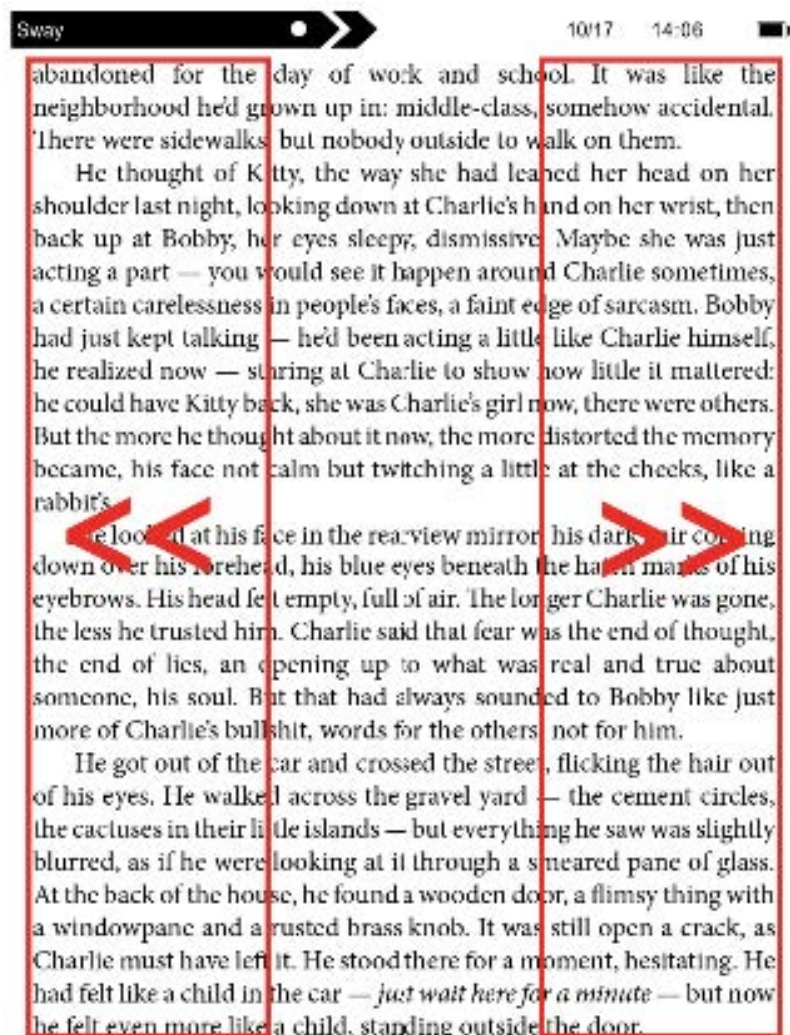 Sway 10/17 14:06
abandoned for the day of work and school. It was like the
neighborhood he'd grown up in: middle-class, somehow accidental.
There were sidewalks, but nobody outside to walk on them.
He thought of Kitty, the way she had leaned her head on her
shoulder last night, looking down at Charlie's hand on her wrist, then
back up at Bobby, her eyes sleepy, dismissive. Maybe she was just
acting a part — you would see it happen around Charlie sometimes,
a certain carelessness in people's faces, a faint edge of sarcasm. Bobby
had just kept talking — he'd been acting a little like Charlie himself,
he realized now — staring at Charlie to show how little it mattered:
he could have Kitty back, she was Charlie's girl now, there were others.
But the more he thought about it now, the more distorted the memory
became, his face not calm but twitching a little at the cheeks, like a
rabbit's.
<< He looked at his face in the rearview mirror, his dark hair coming >>
down over his forehead, his blue eyes beneath the hatch marks of his
eyebrows. His head felt empty, full of air. The longer Charlie was gone,
the less he trusted him. Charlie said that fear was the end of thought,
the end of lies, an opening up to what was real and true about
someone, his soul. But that had always sounded to Bobby like just
more of Charlie's bullshit, words for the others, not for him.
He got out of the car and crossed the street, flicking the hair out
of his eyes. He walked across the gravel yard — the cement circles,
the cactuses in their little islands — but everything he saw was slightly
blurred, as if he were looking at it through a smeared pane of glass.
At the back of the house, he found a wooden door, a flimsy thing with
a windowpane and a rusted brass knob. It was still open a crack, as
Charlie must have left it. He stood there for a moment, hesitating. He
had felt like a child in the car — just wait here for a minute — but now
he felt even more like a child, standing outside the door.